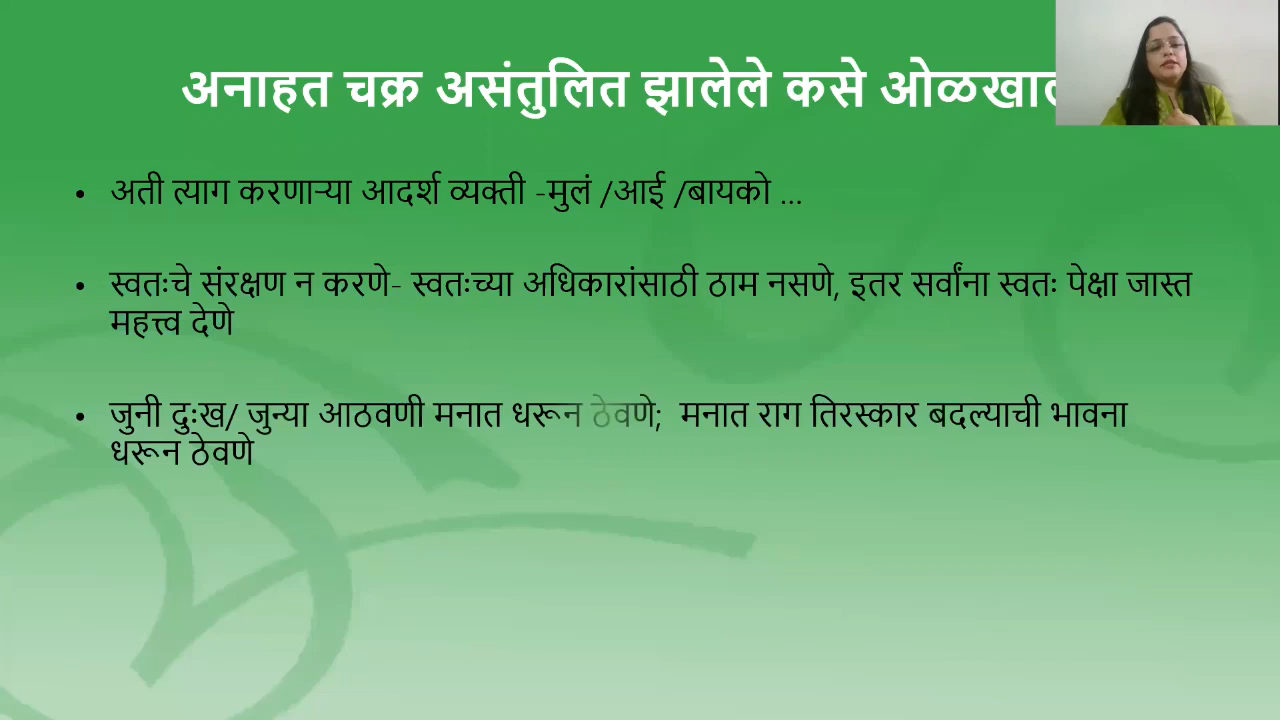 अनाहत चक्र असंतुलित झालेले कसे
• अती त्याग करणाऱ्या आदर्श व्यक्ती -मुलं /आई /बायको ...
• स्वतःचे संरक्षण न करणे- स्वतःच्या अधिकारांसाठी ठाम नसणे, इतर सर्वांना स्वतः पेक्षा जास्त
महत्त्व देणे
• जुनी दुःख/ जुन्या आठवणी मनात धरून ठेवणे; मनात राग तिरस्कार बदल्याची भावना
धरून ठेवणे